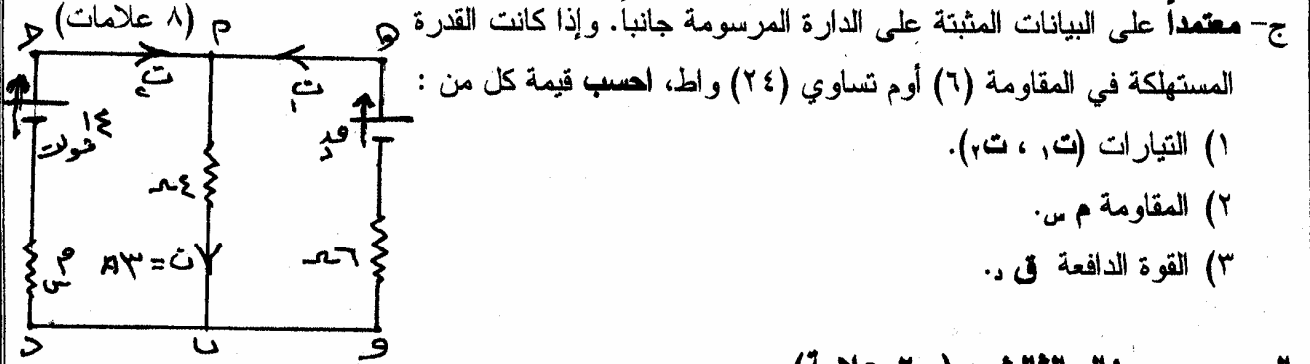 ج- معتمداً على البيانات المثبتة على الدارة المرسومة جانباً. وإذا كانت القدرة
(٨ علامات)
المستهلكة في المقاومة (٦) أوم تساوي (٢٤) واط، احسب قيمة كل من :
١) التيارات (ت١ ، ت٢).
٢) المقاومة م س.
٣) القوة الدافعة ق د.
ج
م
هـ
ت٢
ت١
١٤ فولت
قد
٤Ω
٦Ω
م س
ت = ٣A
د
ب
و